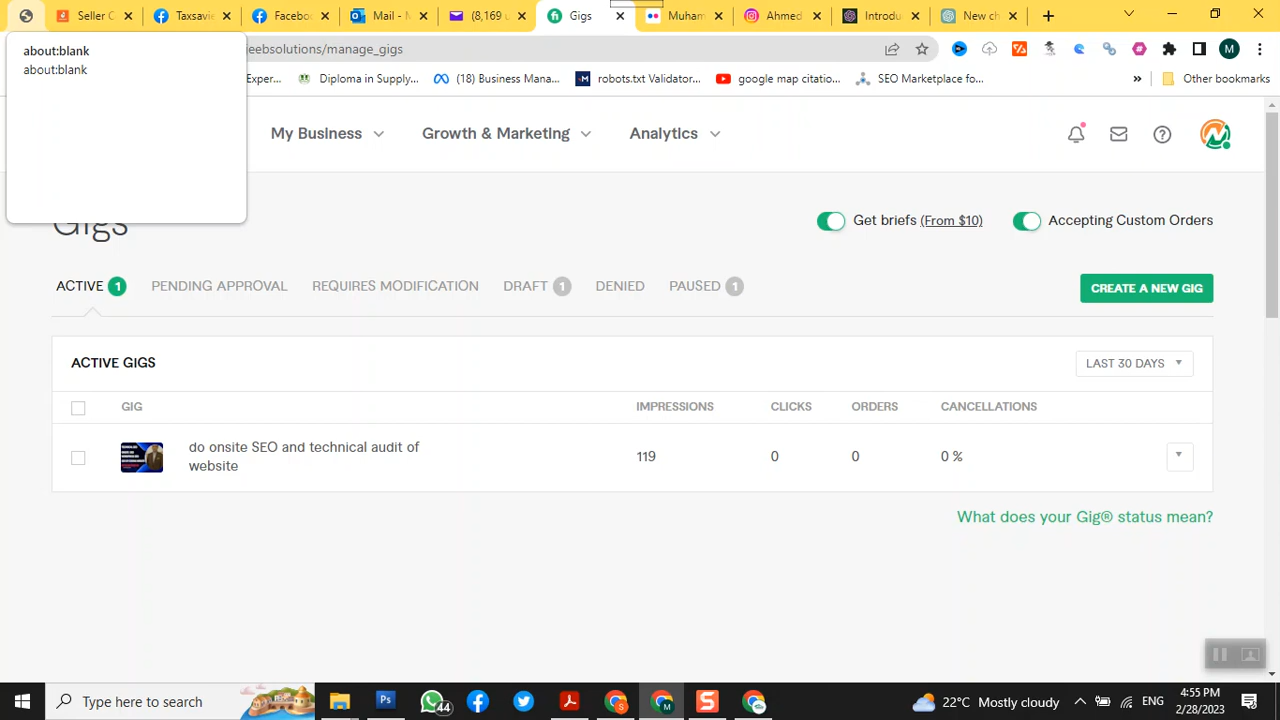 Seller C
Taxsavie
Facebo
Mail - M
(8,169 u
Gigs
Muham
Ahmed
Introdu
New ch
about:blank
about:blank
ieebsolutions/manage_gigs
M
Exper...
Diploma in Supply...
(18) Business Mana...
robots.txt Validator...
google map citatio...
SEO Marketplace fo...
»
Other bookmarks
My Business
Growth & Marketing
Analytics
Gigs
Get briefs (From $10)
Accepting Custom Orders
ACTIVE 1
PENDING APPROVAL
REQUIRES MODIFICATION
DRAFT 1
DENIED
PAUSED 1
CREATE A NEW GIG
ACTIVE GIGS
LAST 30 DAYS
GIG
IMPRESSIONS
CLICKS
ORDERS
CANCELLATIONS
do onsite SEO and technical audit of
website
119
0
0
0 %
What does your Gig® status mean?
Type here to search
Ps
44
22°C Mostly cloudy
ENG
4:55 PM
2/28/2023